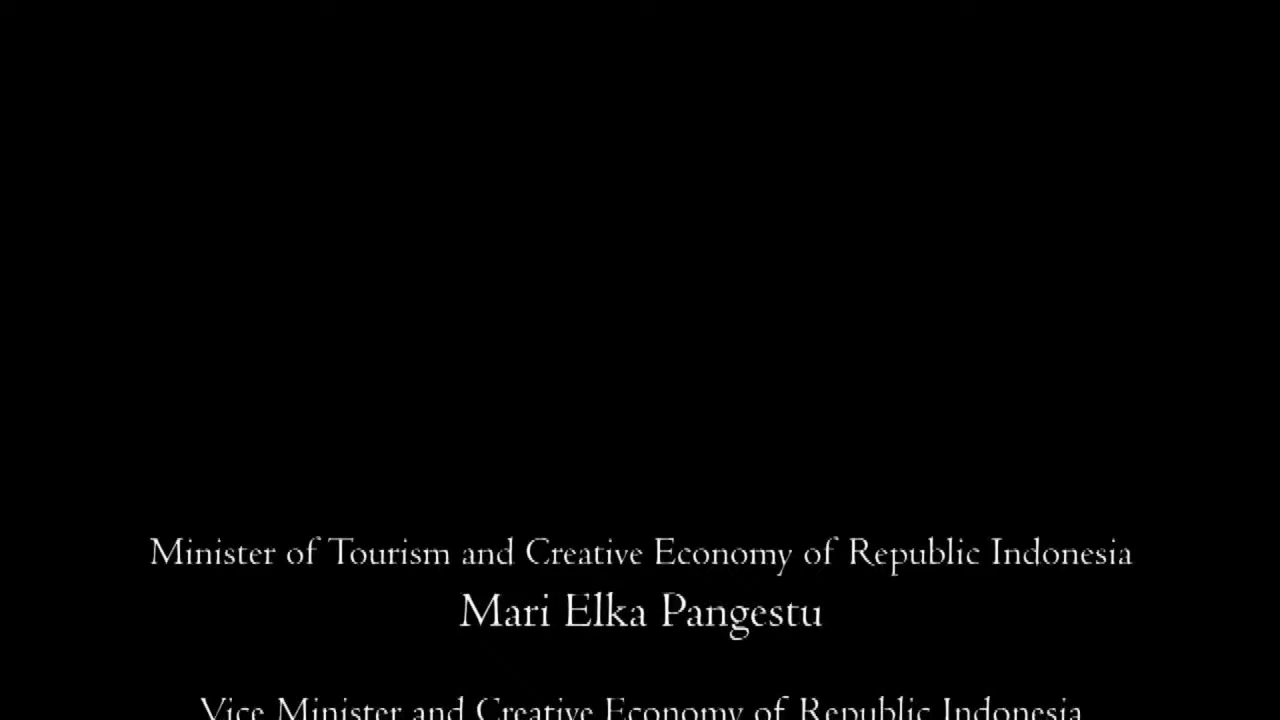 Minister of Tourism and Creative Economy of Republic Indonesia
Mari Elka Pangestu
Vice Minister and Creative Economy of Republic Indonesia